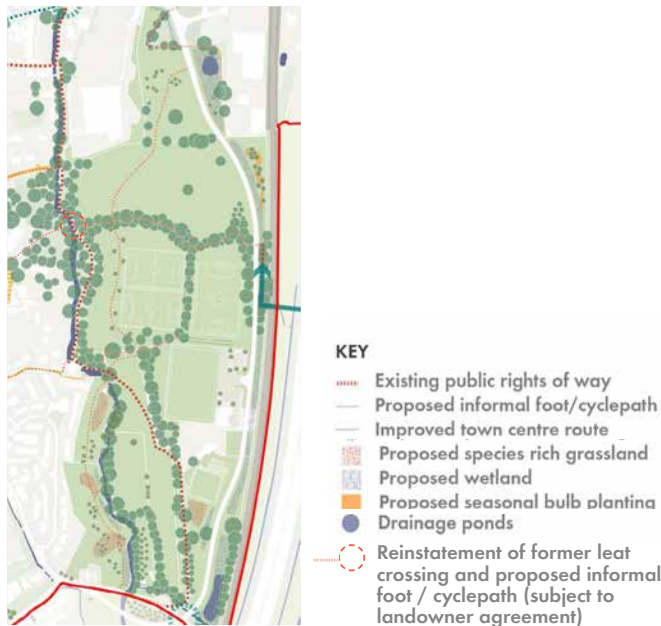 KEY
Existing public rights of way
Proposed informal foot/cyclepath
Improved town centre route
Proposed species rich grassland
Proposed wetland
Proposed seasonal bulb planting
Drainage ponds
Reinstatement of former leat
crossing and proposed informal
foot / cyclepath (subject to
landowner agreement)